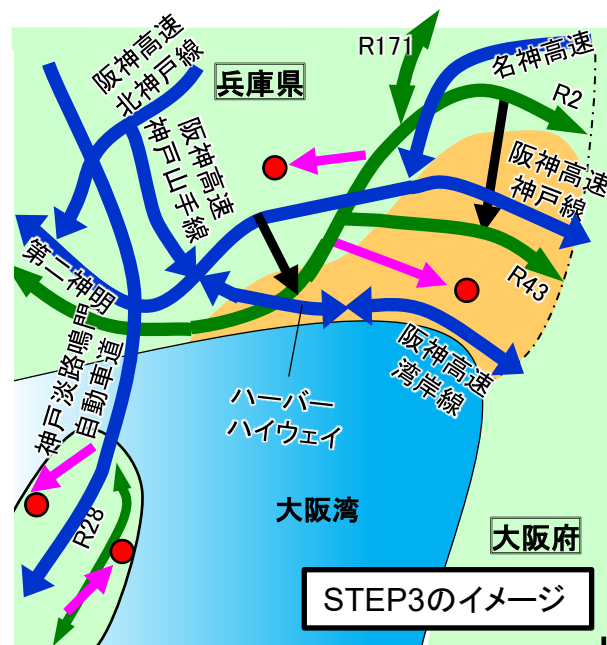 R171
名神高速
阪神高速
北神戸線
兵庫県
R2
阪神高速
神戸山手線
阪神高速
神戸線
第二神明
R43
神戸淡路鳴門
自動車道
阪神高速
湾岸線
ハーバー
ハイウェイ
R28
大阪湾
大阪府
STEP3のイメージ